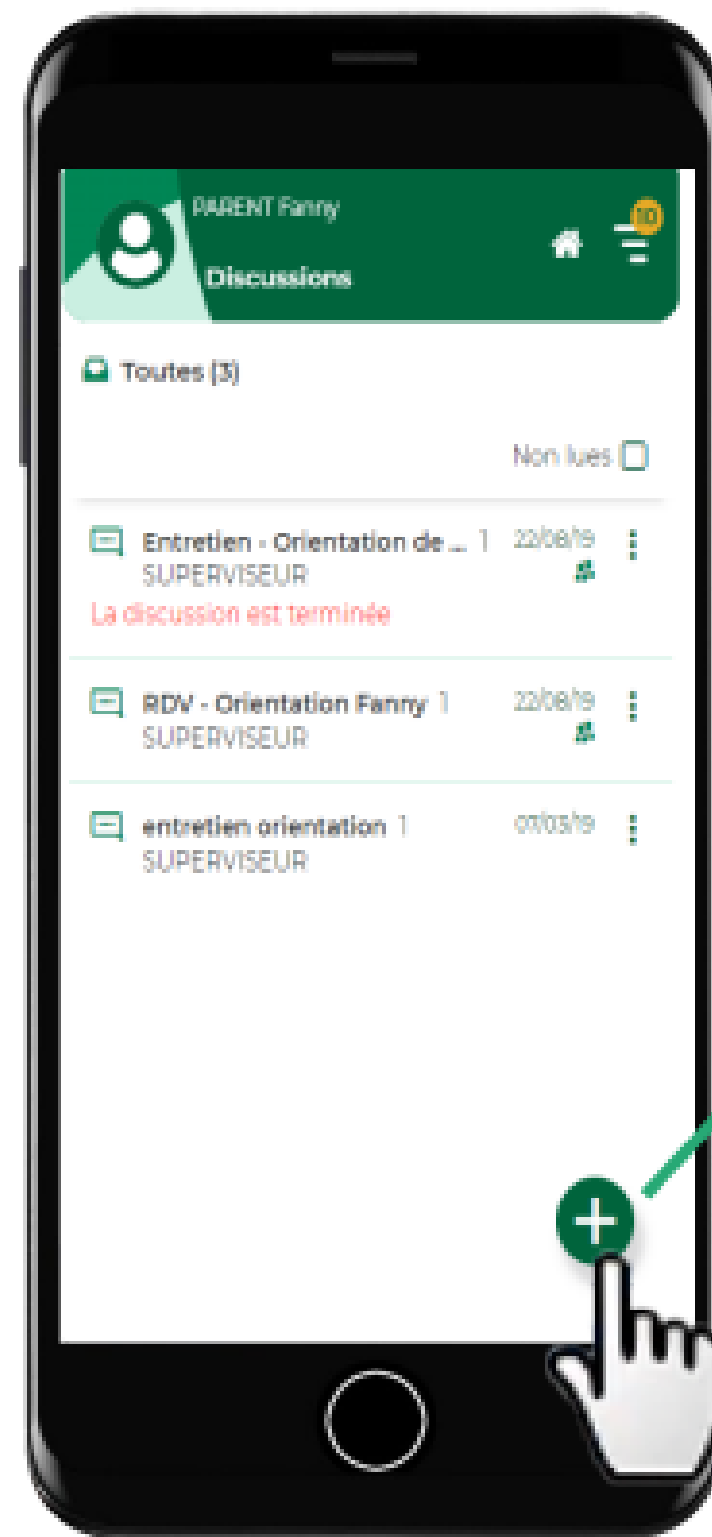 PARENT Fanny
10
Discussions
Toutes (3)
Non lues
Entretien - Orientation de ... 1 22/08/19
SUPERVISEUR
La discussion est terminée
RDV - Orientation Fanny 1 22/08/19
SUPERVISEUR
entretien orientation 1 07/03/19
SUPERVISEUR